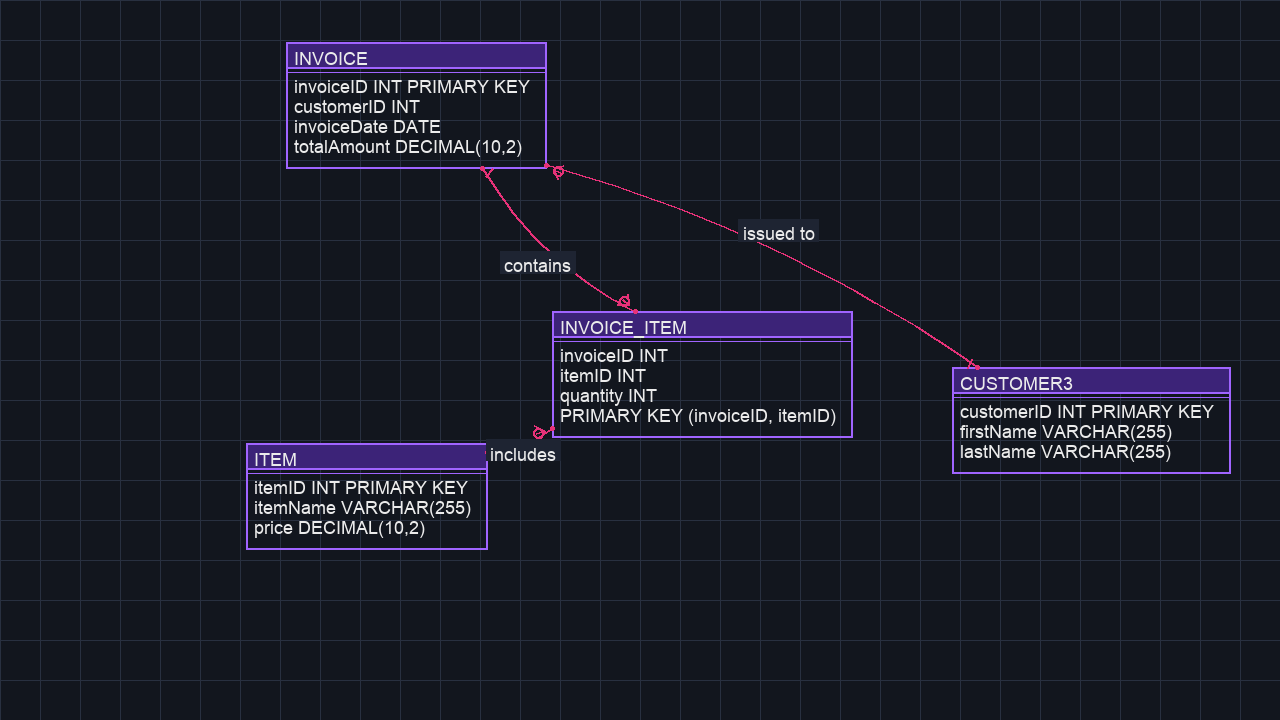 INVOICE
invoiceID INT PRIMARY KEY
customerID INT
invoiceDate DATE
totalAmount DECIMAL(10,2)
issued to
contains
INVOICE_ITEM
invoiceID INT
itemID INT
quantity INT
PRIMARY KEY (invoiceID, itemID)
CUSTOMER3
customerID INT PRIMARY KEY
firstName VARCHAR(255)
lastName VARCHAR(255)
includes
ITEM
itemID INT PRIMARY KEY
itemName VARCHAR(255)
price DECIMAL(10,2)